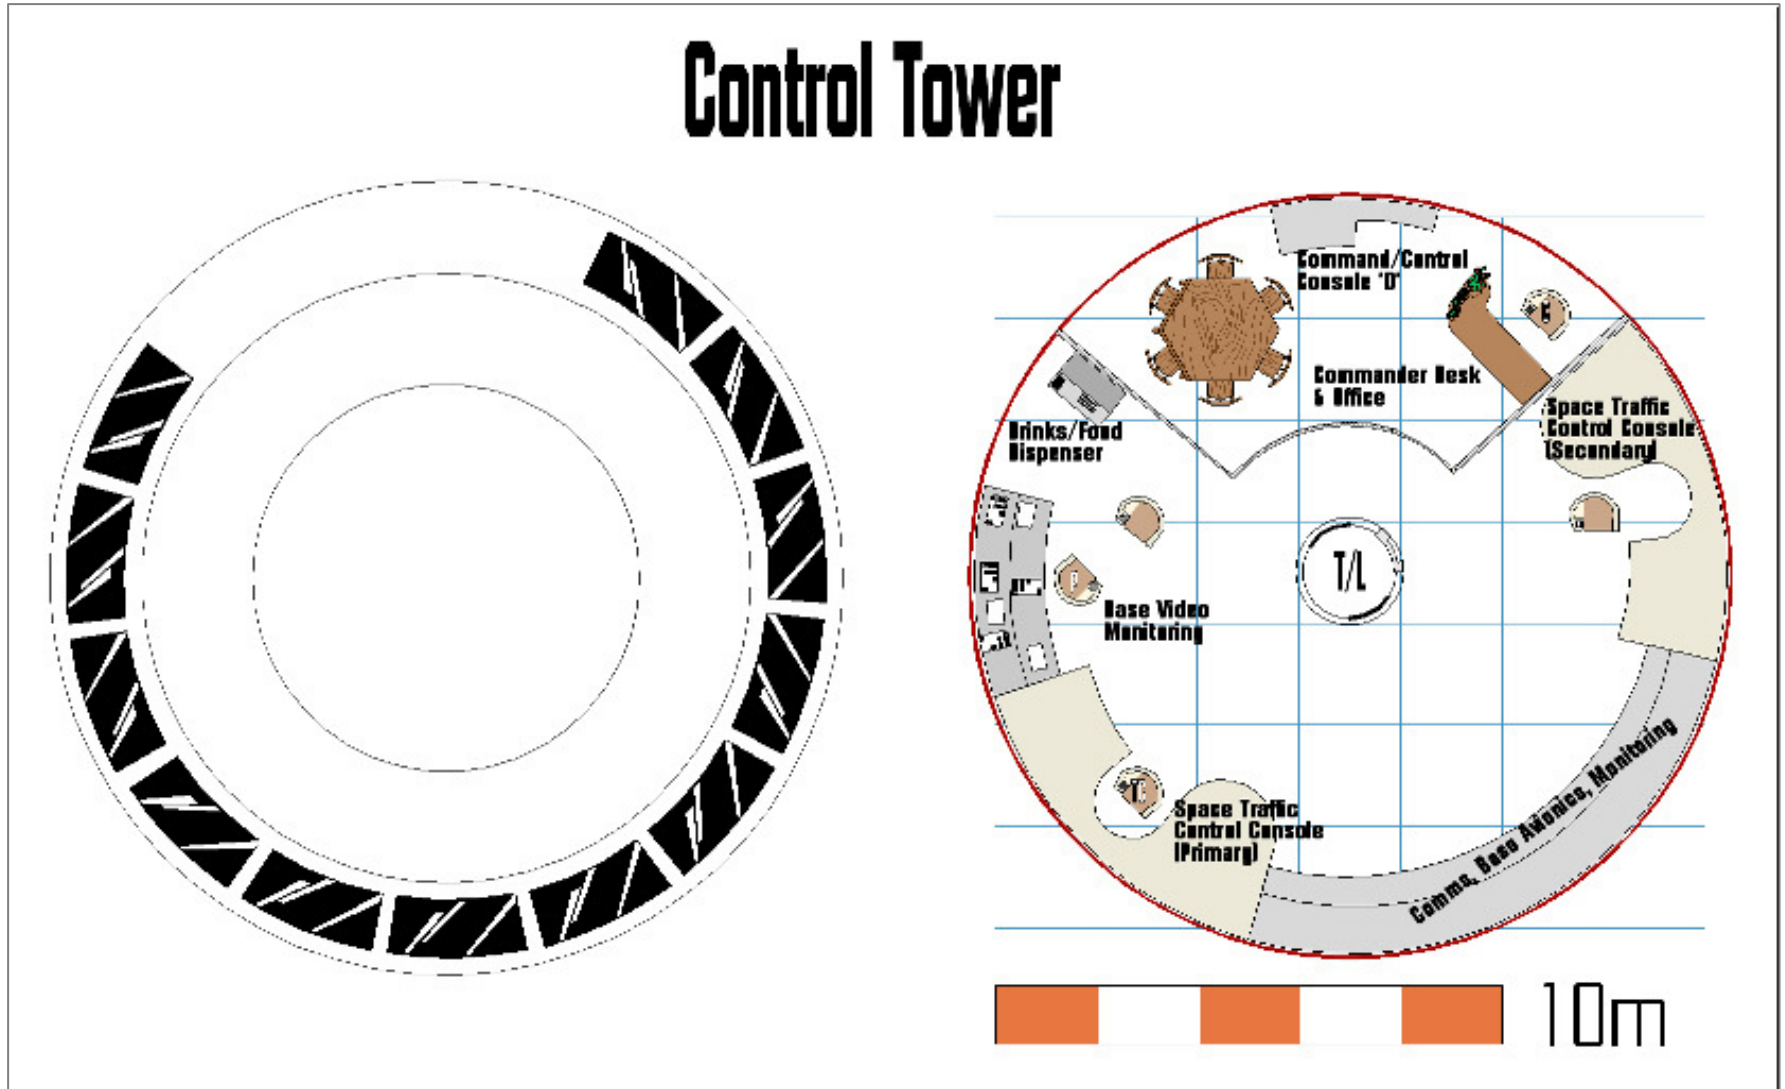 Control Tower
Command/Control
Console "D"
Commander Desk
& Office
Space Traffic
Control Console
(Secondary)
Drinks/Food
Dispenser
T/L
Base Video
Monitoring
Space Traffic
Control Console
(Primary)
Comms, Base Avionics, Monitoring
10m